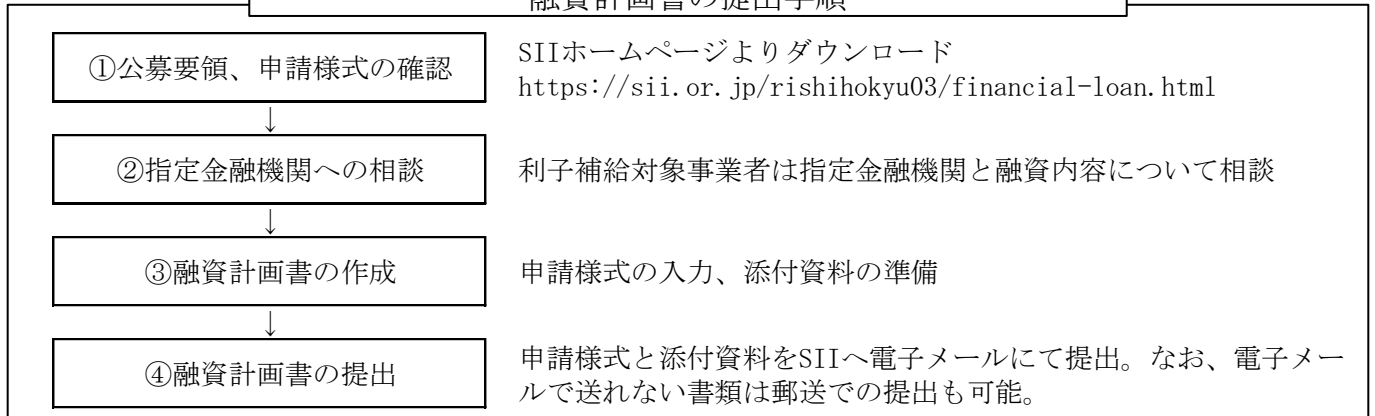 融資計画書の提出手順
①公募要領、申請様式の確認
SIIホームページよりダウンロード
https://sii.or.jp/rishihokyu03/financial-loan.html
↓
②指定金融機関への相談
利子補給対象事業者は指定金融機関と融資内容について相談
↓
③融資計画書の作成
申請様式の入力、添付資料の準備
↓
④融資計画書の提出
申請様式と添付資料をSIIへ電子メールにて提出。なお、電子メー
ルで送れない書類は郵送での提出も可能。